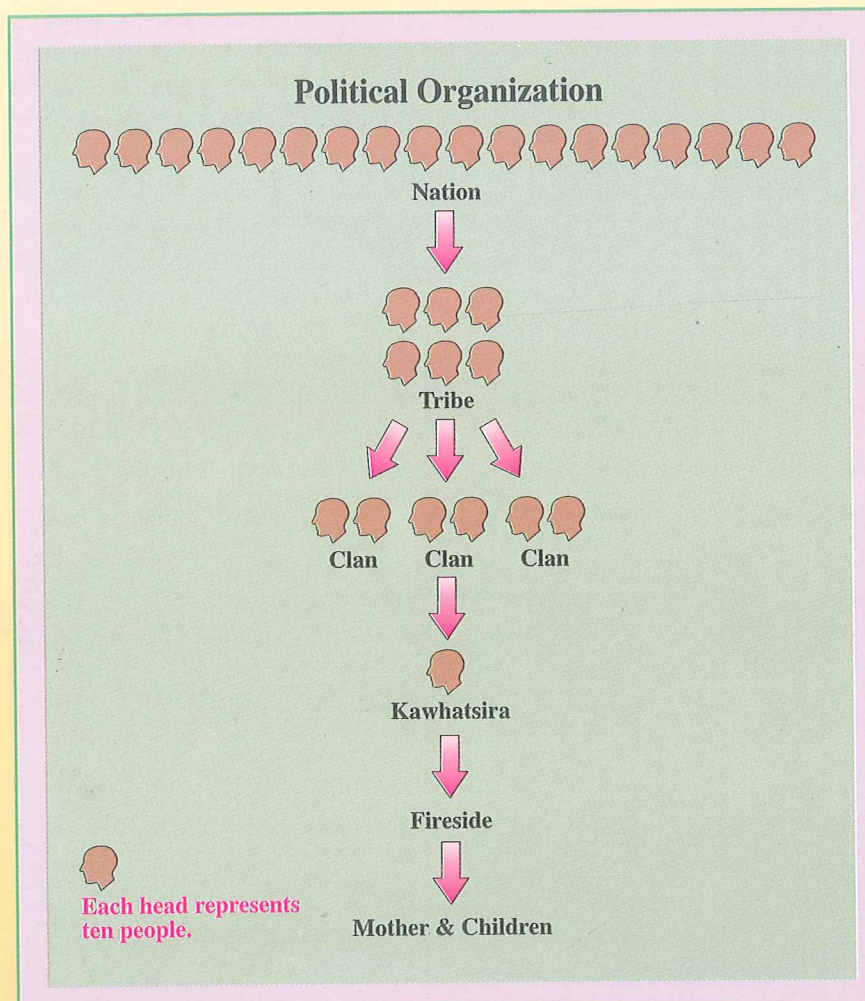 Political Organization
Nation
Tribe
Clan Clan Clan
Kawhatsira
Fireside
Mother & Children
Each head represents
ten people.